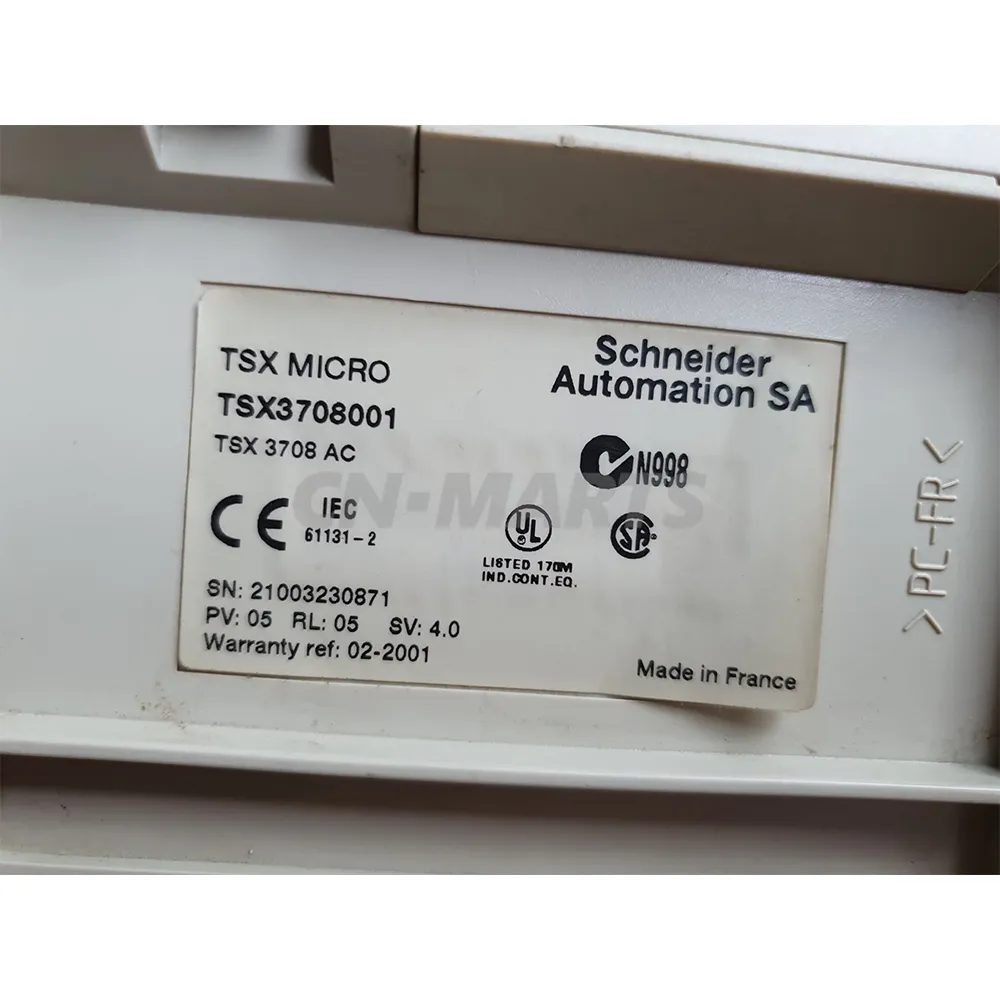 TSX MICRO
TSX3708001
TSX 3708 AC
Schneider
Automation SA
N998
CE
IEC
61131-2
UL
LISTED 170M
IND.CONT.EQ.
SA
CN-MARTS
SN: 21003230871
PV: 05 RL: 05 SV: 4.0
Warranty ref: 02-2001
Made in France
>PC-FR<